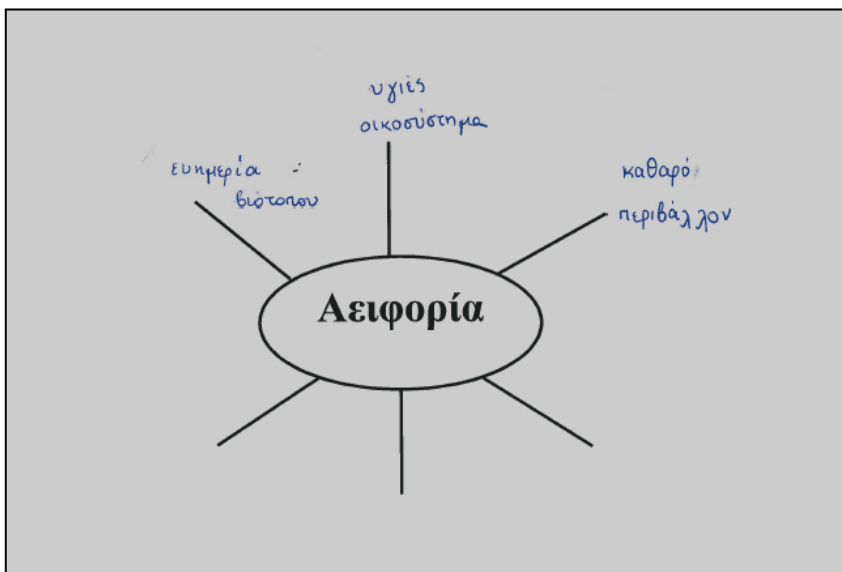 υγιές
οικοσύστημα
ευημερία
βιότοπου
καθαρό
περιβάλλον
Αειφορία